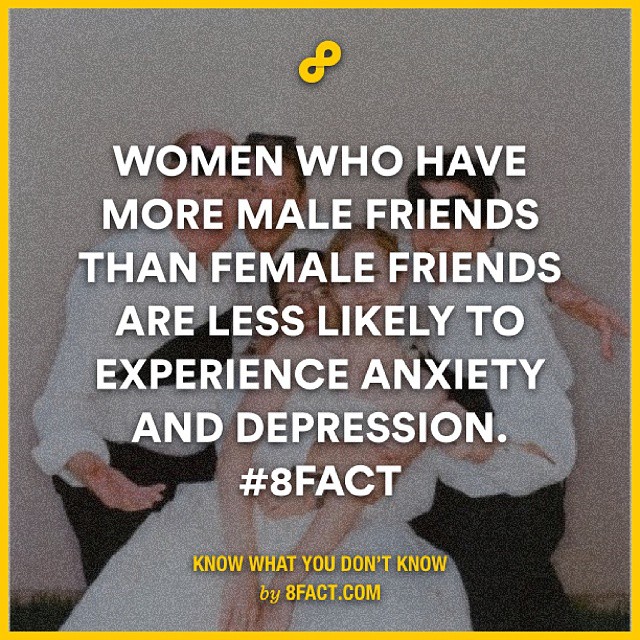 WOMEN WHO HAVE
MORE MALE FRIENDS
THAN FEMALE FRIENDS
ARE LESS LIKELY TO
EXPERIENCE ANXIETY
AND DEPRESSION.
#8FACT
KNOW WHAT YOU DON'T KNOW
by 8FACT.COM